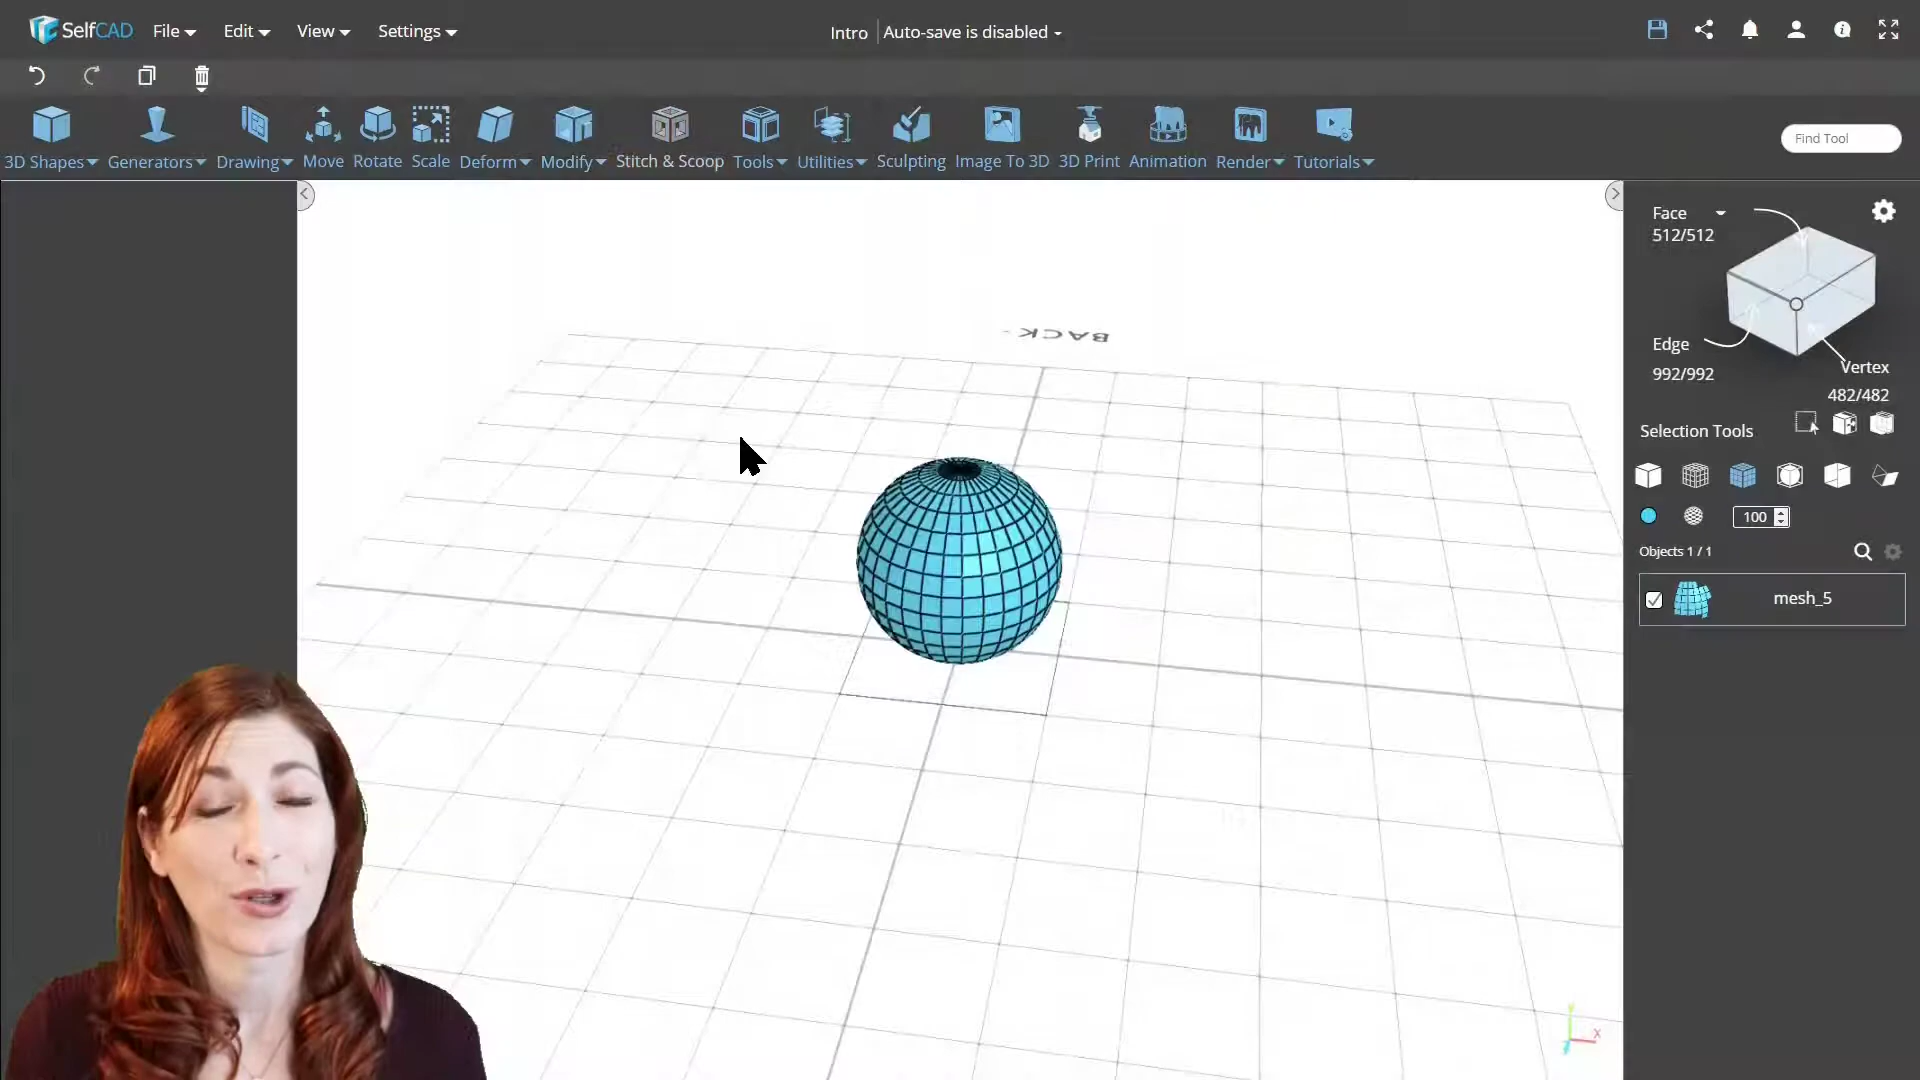 SelfCAD File Edit View Settings
Intro Auto-save is disabled
3D Shapes Generators Drawing Move Rotate Scale Deform Modify Stitch & Scoop Tools Utilities Sculpting Image To 3D 3D Print Animation Render Tutorials
Find Tool
BACK
Face
512/512
Edge
992/992
Vertex
482/482
Selection Tools
100
Objects 1 / 1
mesh_5
Y
X